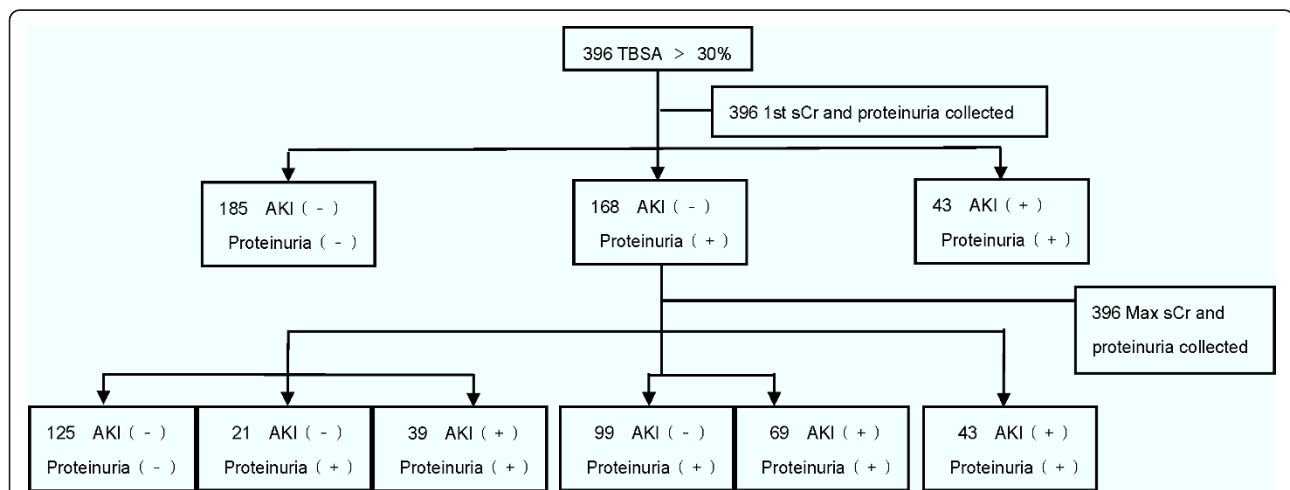 396 TBSA > 30%
396 1st sCr and proteinuria collected
185 AKI ( - )
Proteinuria ( - )
168 AKI ( - )
Proteinuria ( + )
43 AKI ( + )
Proteinuria ( + )
396 Max sCr and
proteinuria collected
125 AKI ( - )
Proteinuria ( - )
21 AKI ( - )
Proteinuria ( + )
39 AKI ( + )
Proteinuria ( + )
99 AKI ( - )
Proteinuria ( + )
69 AKI ( + )
Proteinuria ( + )
43 AKI ( + )
Proteinuria ( + )